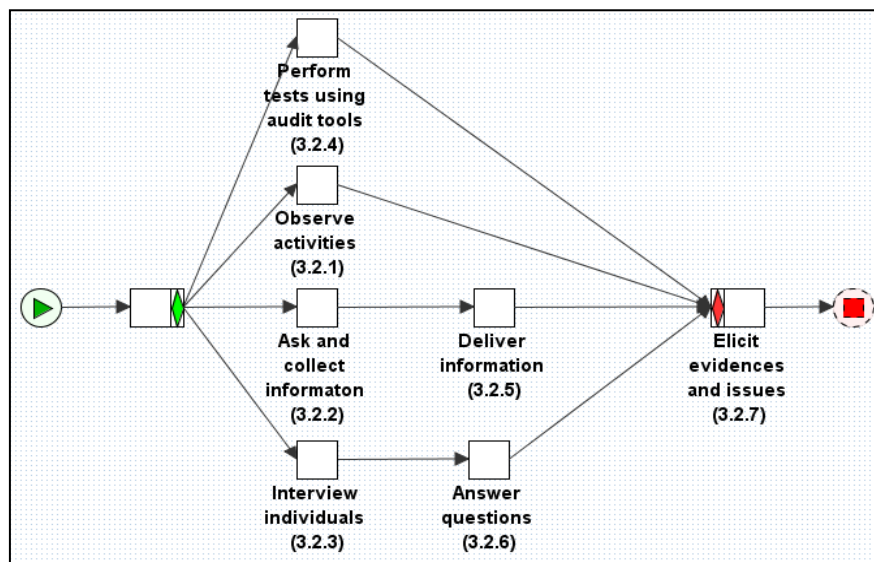 Perform
tests using
audit tools
(3.2.4)
Observe
activities
(3.2.1)
Ask and
collect
informaton
(3.2.2)
Deliver
information
(3.2.5)
Elicit
evidences
and issues
(3.2.7)
Interview
individuals
(3.2.3)
Answer
questions
(3.2.6)